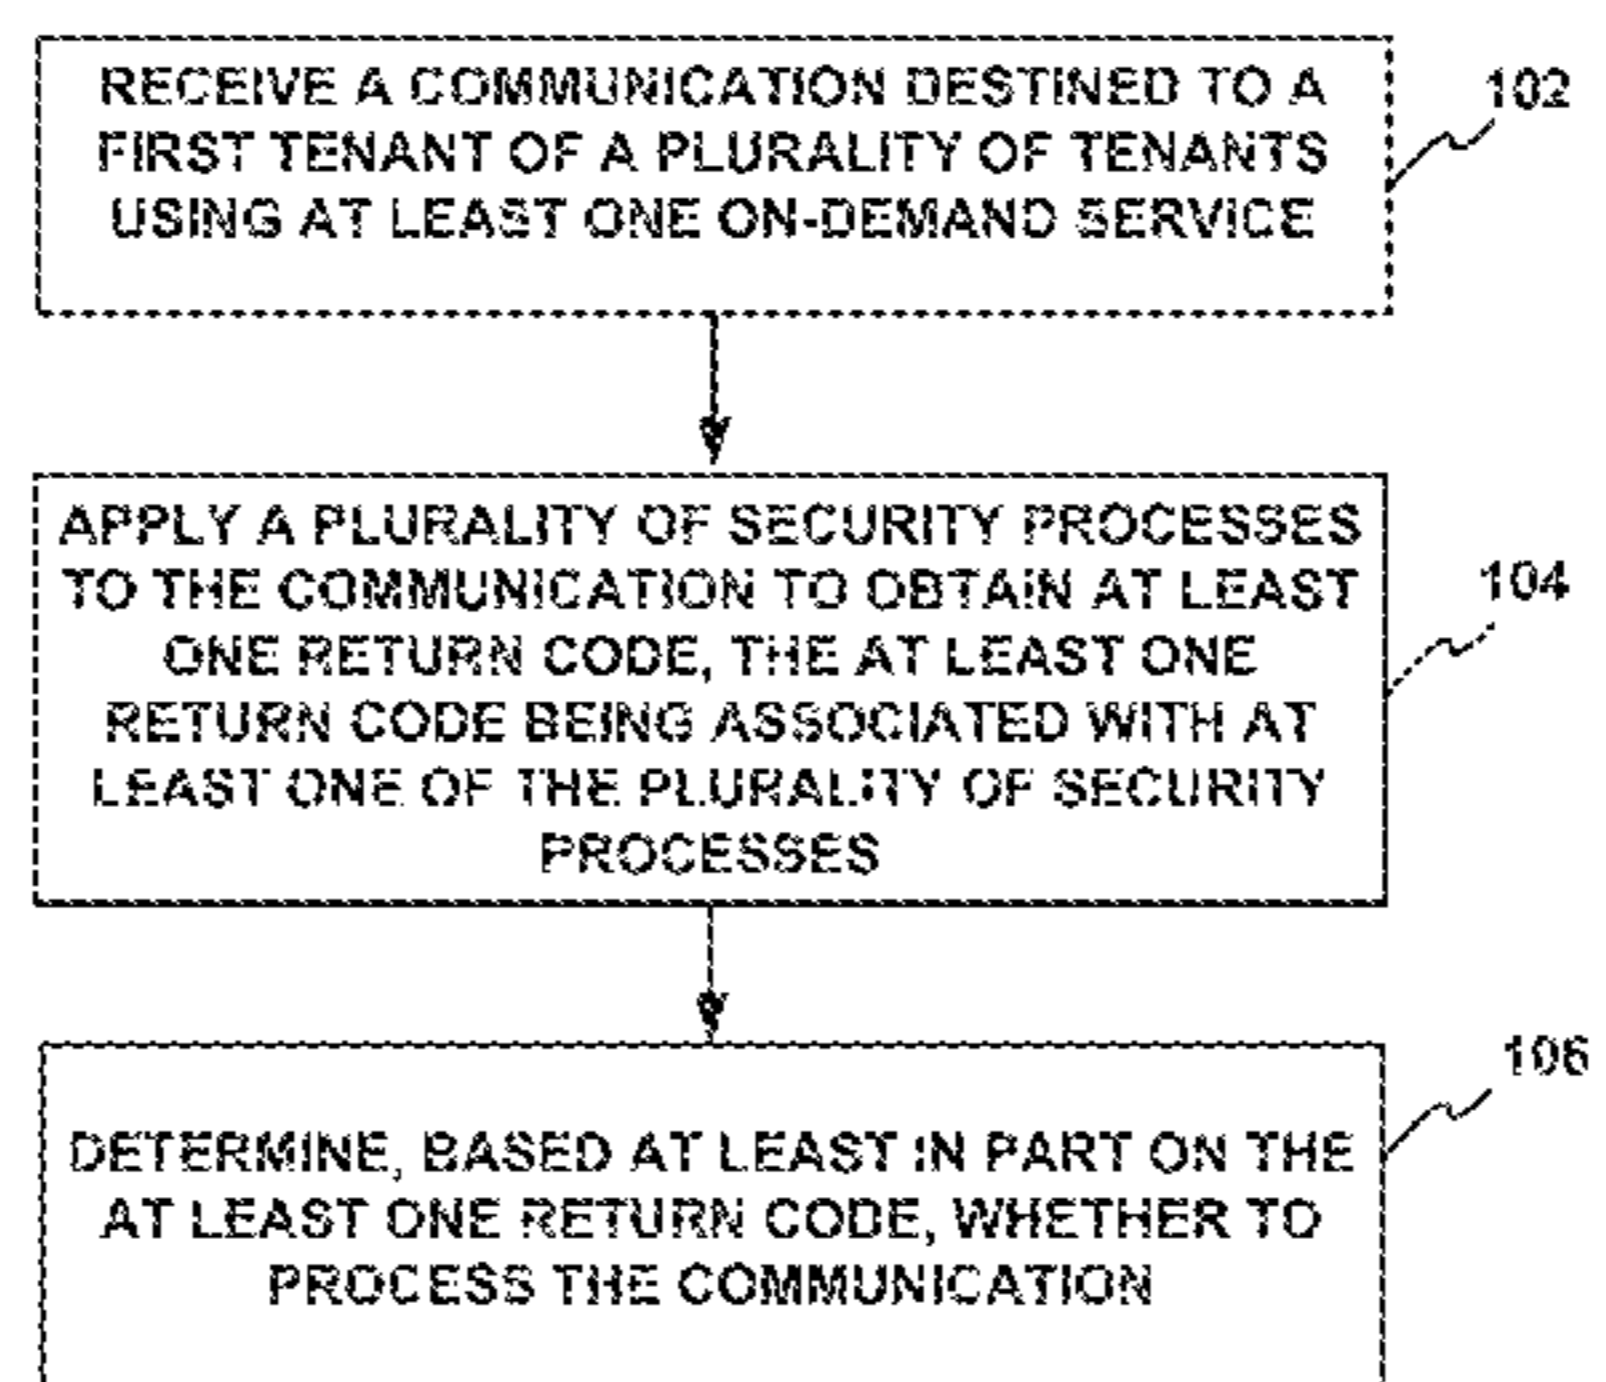 RECEIVE A COMMUNICATION DESTINED TO A
FIRST TENANT OF A PLURALITY OF TENANTS
USING AT LEAST ONE ON-DEMAND SERVICE
102
APPLY A PLURALITY OF SECURITY PROCESSES
TO THE COMMUNICATION TO OBTAIN AT LEAST
ONE RETURN CODE, THE AT LEAST ONE
RETURN CODE BEING ASSOCIATED WITH AT
LEAST ONE OF THE PLURALITY OF SECURITY
PROCESSES
104
DETERMINE, BASED AT LEAST IN PART ON THE
AT LEAST ONE RETURN CODE, WHETHER TO
PROCESS THE COMMUNICATION
106